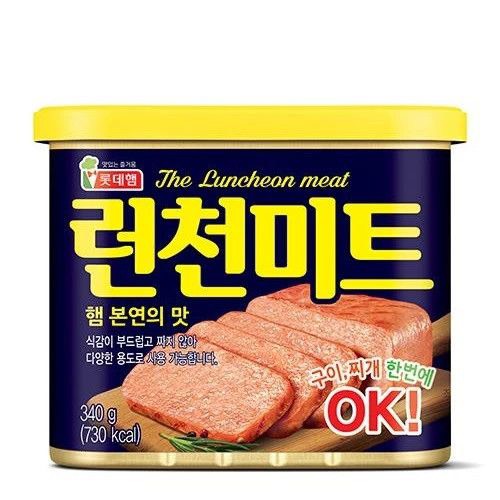 맛있는 즐거움
롯데햄
The Luncheon meat
런천미트
햄 본연의 맛
식감이 부드럽고 짜지 않아
다양한 용도로 사용 가능합니다.
구이, 찌개 한번에
OK!
340 g
(730 kcal)